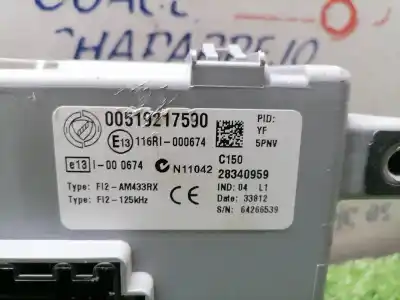 00519217590
E13 116RI-000674
e13 I-00 0674
N11042
Type: FI2-AM433RX
Type: FI2-125kHz
CE
PID:
YF
5PNV
C150
28340959
IND: 04 L1
Date: 33812
S/N: 64266539